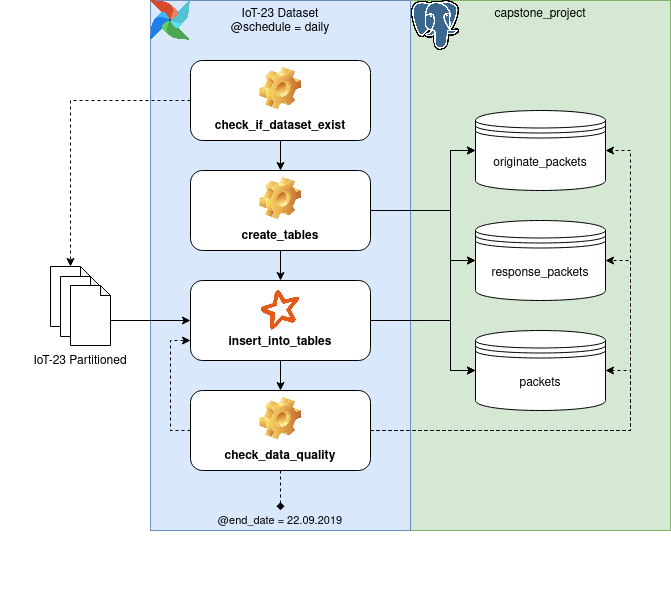 IoT-23 Dataset
@schedule = daily
capstone_project
check_if_dataset_exist
originate_packets
create_tables
response_packets
insert_into_tables
IoT-23 Partitioned
packets
check_data_quality
@end_date = 22.09.2019